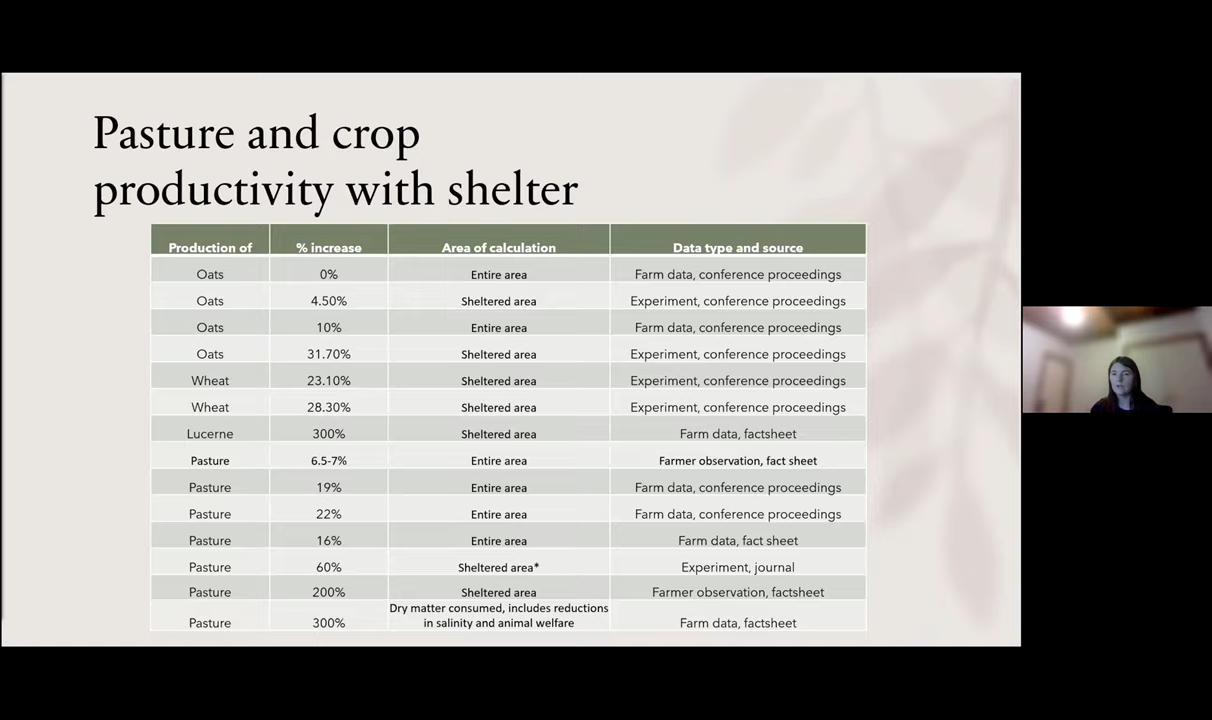 Pasture and crop
productivity with shelter
Production of % increase Area of calculation Data type and source
Oats 0% Entire area Farm data, conference proceedings
Oats 4.50% Sheltered area Experiment, conference proceedings
Oats 10% Entire area Farm data, conference proceedings
Oats 31.70% Sheltered area Experiment, conference proceedings
Wheat 23.10% Sheltered area Experiment, conference proceedings
Wheat 28.30% Sheltered area Experiment, conference proceedings
Lucerne 300% Sheltered area Farm data, factsheet
Pasture 6.5-7% Entire area Farmer observation, fact sheet
Pasture 19% Entire area Farm data, conference proceedings
Pasture 22% Entire area Farm data, conference proceedings
Pasture 16% Entire area Farm data, fact sheet
Pasture 60% Sheltered area* Experiment, journal
Pasture 200% Sheltered area Farmer observation, factsheet
Dry matter consumed, includes reductions
Pasture 300% in salinity and animal welfare Farm data, factsheet